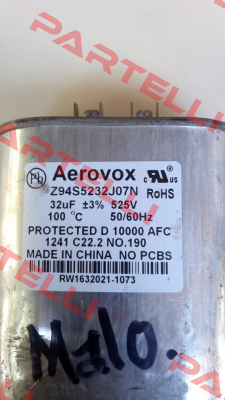 PARTELLI
Aerovox
Z94S5232J07N RoHS
32uF ±3% 525V
100 °C 50/60Hz
PROTECTED D 10000 AFC
1241 C22.2 NO.190
MADE IN CHINA NO PCBS
RW1632021-1073
Malo.